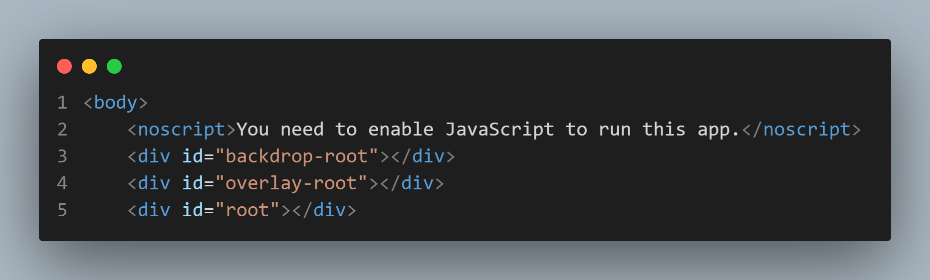 1 <body>
2     <noscript>You need to enable JavaScript to run this app.</noscript>
3     <div id="backdrop-root"></div>
4     <div id="overlay-root"></div>
5     <div id="root"></div>